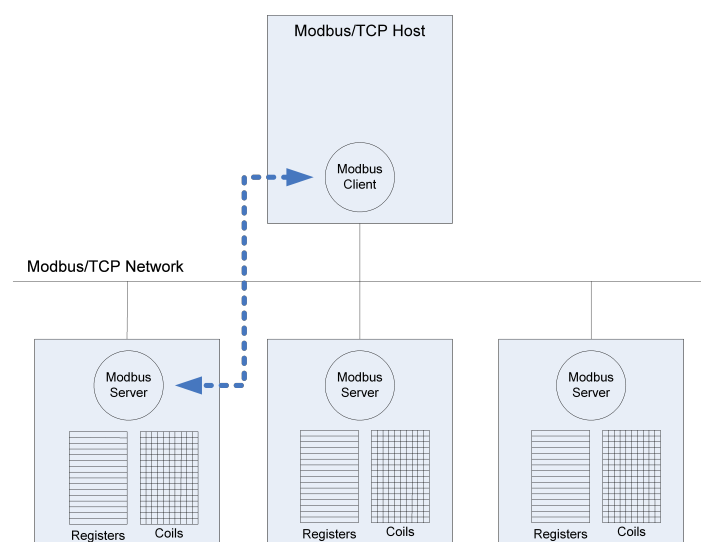 Modbus/TCP Host
Modbus
Client
Modbus/TCP Network
Modbus
Server
Modbus
Server
Modbus
Server
Registers
Coils
Registers
Coils
Registers
Coils